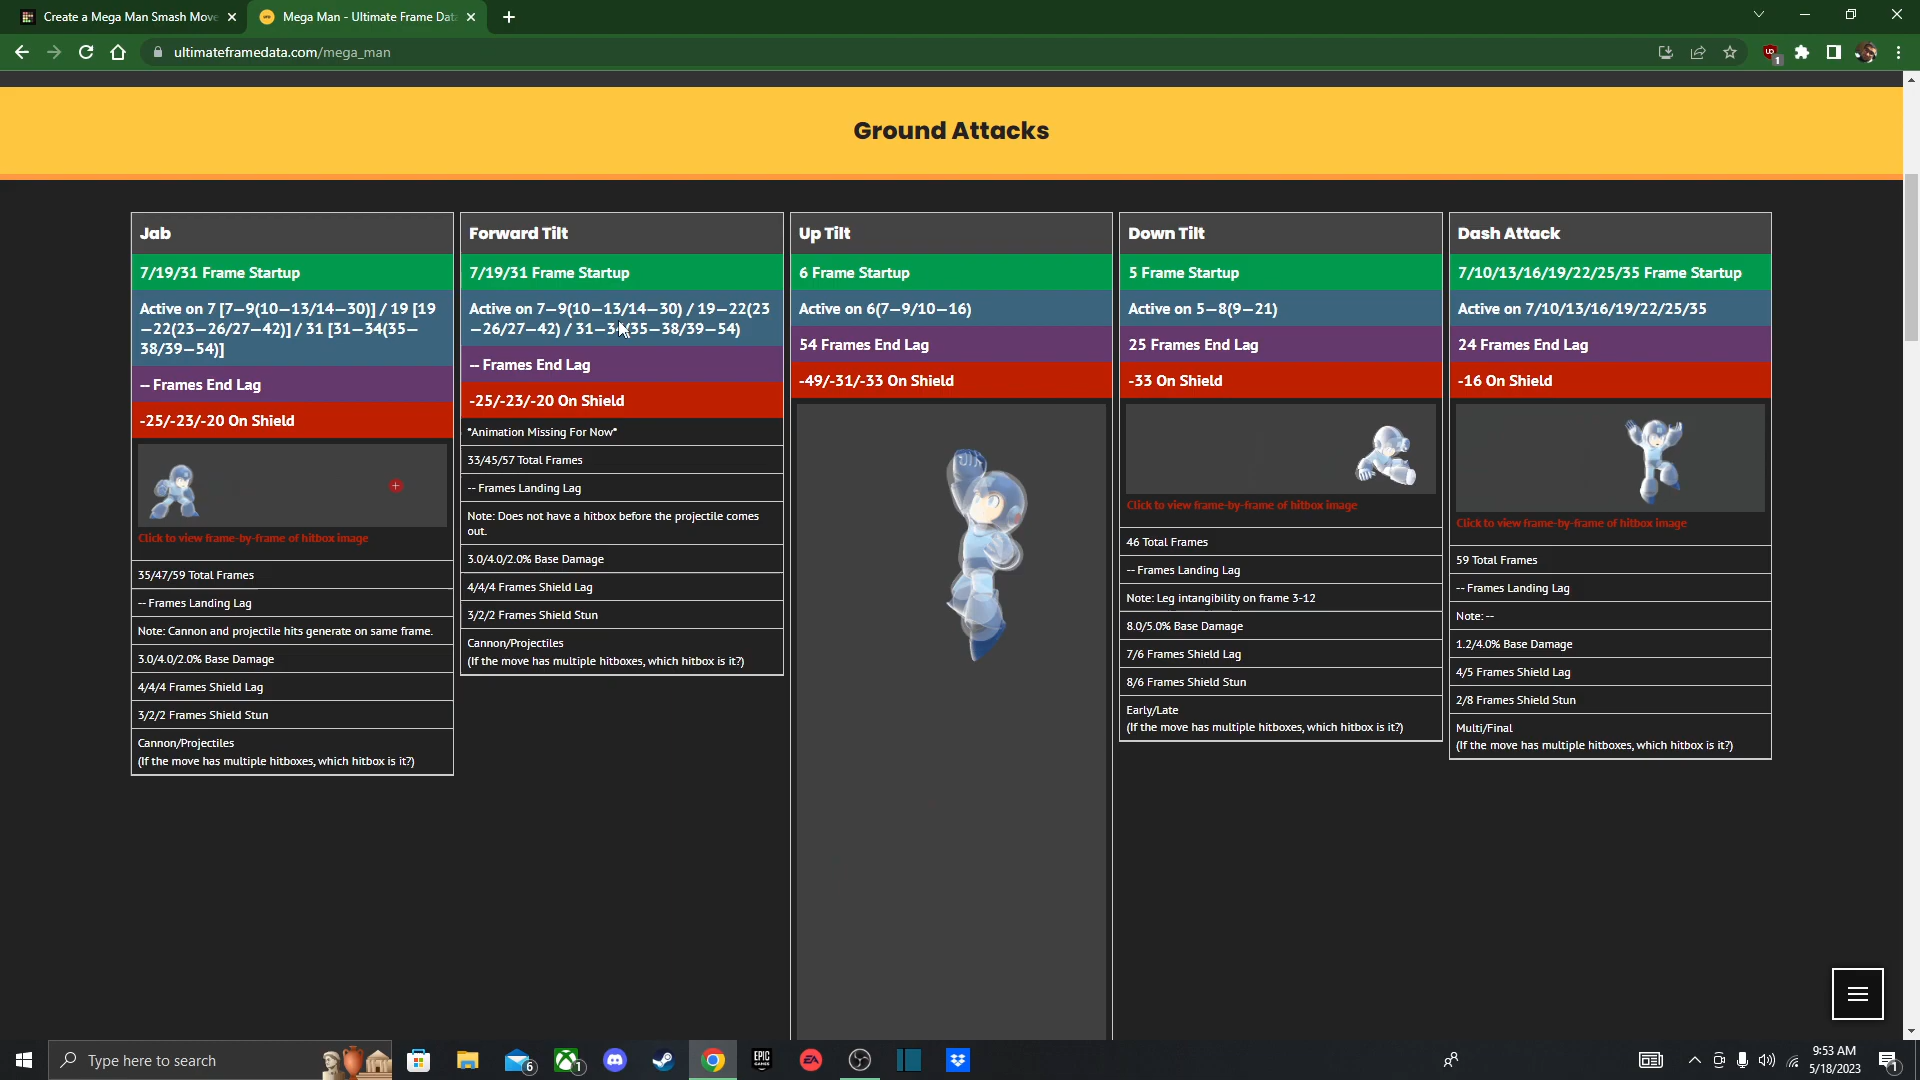 Create a Mega Man Smash Move
Mega Man - Ultimate Frame Data
ultimateframedata.com/mega_man
UD
1
Ground Attacks
Jab
7/19/31 Frame Startup
Active on 7 [7—9(10—13/14—30)] / 19 [19
—22(23—26/27—42)] / 31 [31—34(35—
38/39—54)]
-- Frames End Lag
-25/-23/-20 On Shield
Click to view frame-by-frame of hitbox image
35/47/59 Total Frames
-- Frames Landing Lag
Note: Cannon and projectile hits generate on same frame.
3.0/4.0/2.0% Base Damage
4/4/4 Frames Shield Lag
3/2/2 Frames Shield Stun
Cannon/Projectiles
(If the move has multiple hitboxes, which hitbox is it?)
Forward Tilt
7/19/31 Frame Startup
Active on 7—9(10—13/14—30) / 19—22(23
—26/27—42) / 31—34(35—38/39—54)
-- Frames End Lag
-25/-23/-20 On Shield
*Animation Missing For Now*
33/45/57 Total Frames
-- Frames Landing Lag
Note: Does not have a hitbox before the projectile comes
out.
3.0/4.0/2.0% Base Damage
4/4/4 Frames Shield Lag
3/2/2 Frames Shield Stun
Cannon/Projectiles
(If the move has multiple hitboxes, which hitbox is it?)
Up Tilt
6 Frame Startup
Active on 6(7—9/10—16)
54 Frames End Lag
-49/-31/-33 On Shield
Down Tilt
5 Frame Startup
Active on 5—8(9—21)
25 Frames End Lag
-33 On Shield
Click to view frame-by-frame of hitbox image
46 Total Frames
-- Frames Landing Lag
Note: Leg intangibility on frame 3-12
8.0/5.0% Base Damage
7/6 Frames Shield Lag
8/6 Frames Shield Stun
Early/Late
(If the move has multiple hitboxes, which hitbox is it?)
Dash Attack
7/10/13/16/19/22/25/35 Frame Startup
Active on 7/10/13/16/19/22/25/35
24 Frames End Lag
-16 On Shield
Click to view frame-by-frame of hitbox image
59 Total Frames
-- Frames Landing Lag
Note: --
1.2/4.0% Base Damage
4/5 Frames Shield Lag
2/8 Frames Shield Stun
Multi/Final
(If the move has multiple hitboxes, which hitbox is it?)
Type here to search
6
1
EPIC
GAMES
EA
9:53 AM
5/18/2023
1